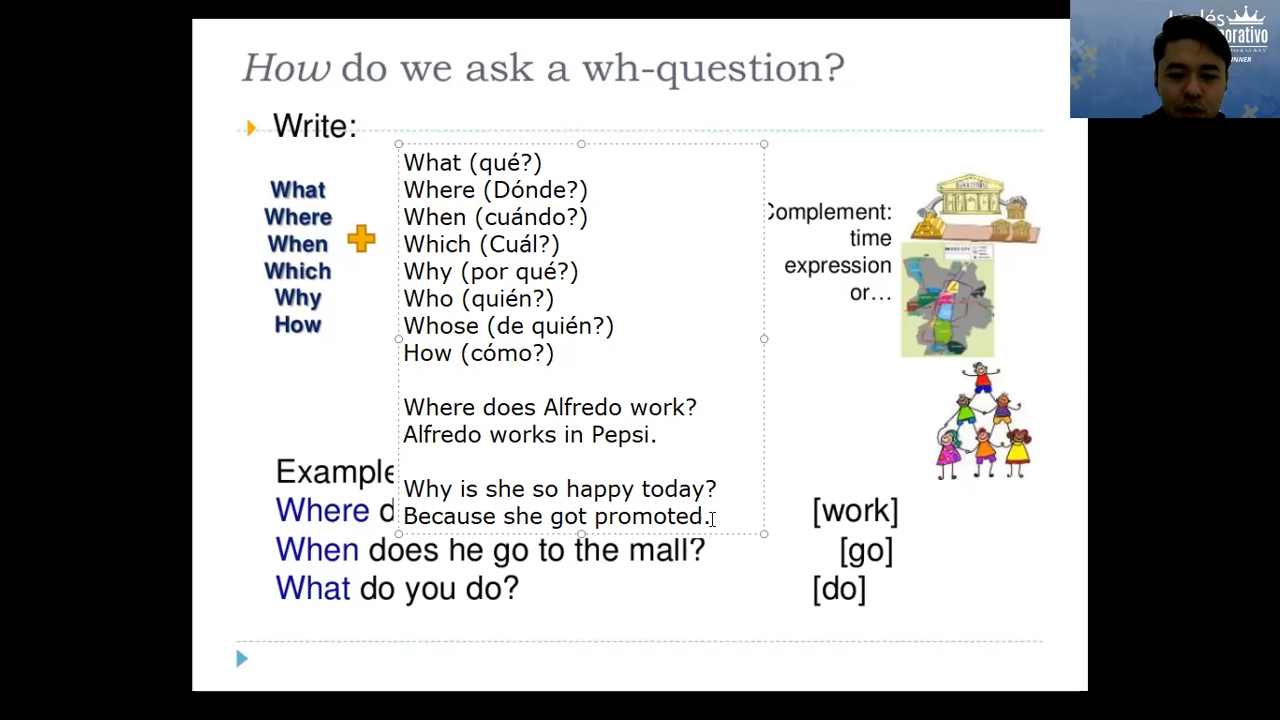 How do we ask a wh-question?
Write:
What
Where
When
Which
Why
How
What (qué?)
Where (Dónde?)
When (cuándo?)
Which (Cuál?)
Why (por qué?)
Who (quién?)
Whose (de quién?)
How (cómo?)
Where does Alfredo work?
Alfredo works in Pepsi.
Why is she so happy today?
Because she got promoted.
Complement:
time
expression
or…
Example
Where d [work]
When does he go to the mall? [go]
What do you do? [do]